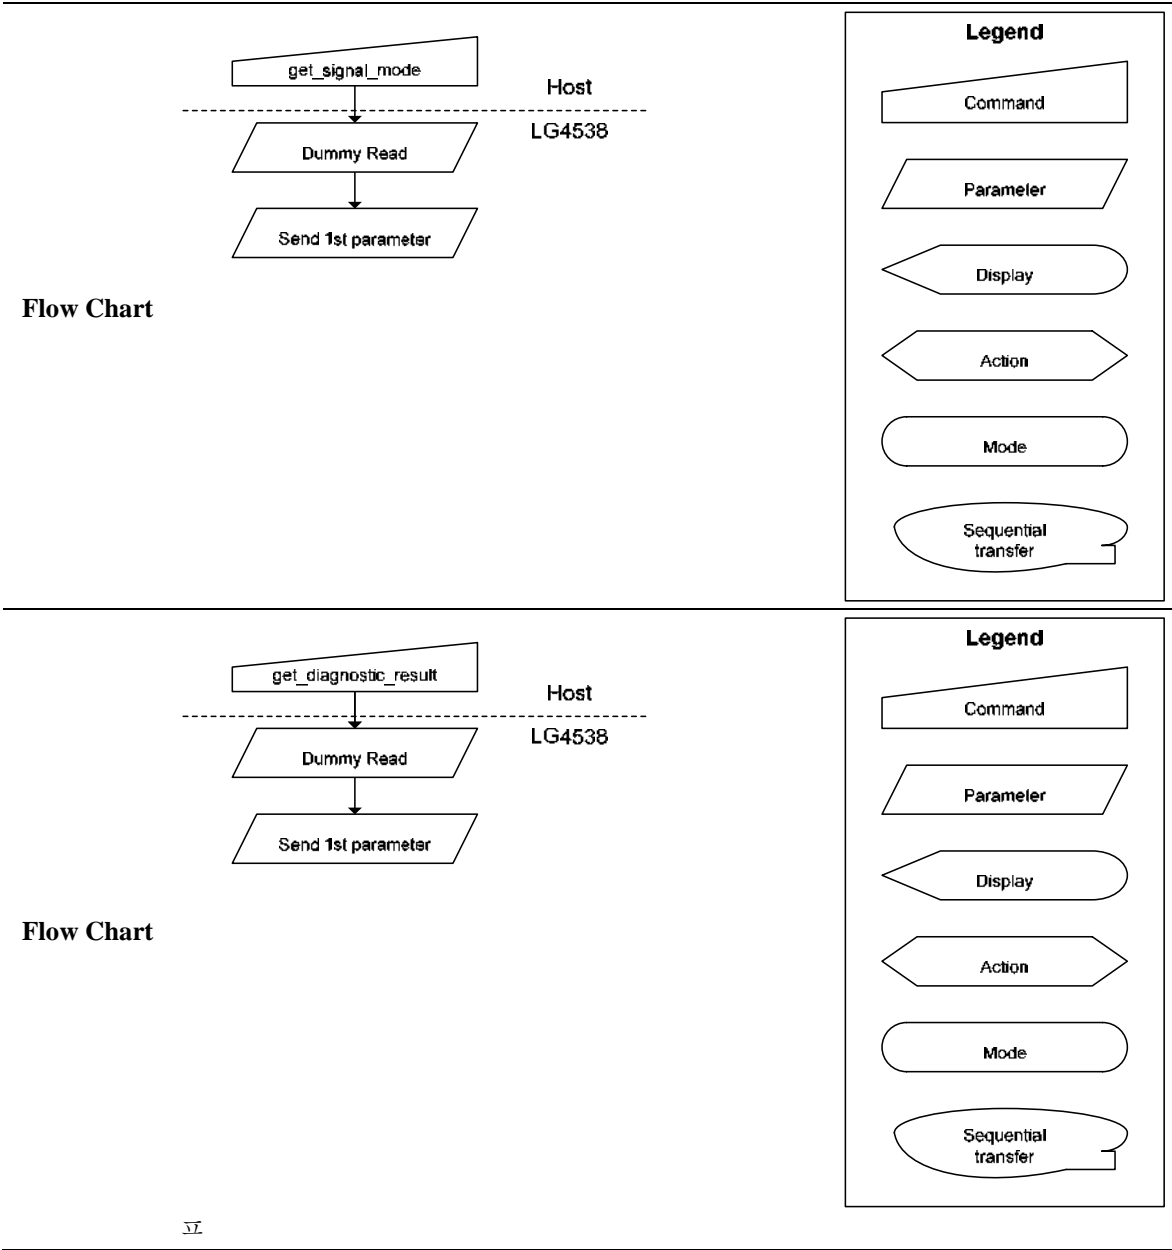 get_signal_mode
Host
LG4538
Dummy Read
Send 1st parameter
Flow Chart
Legend
Command
Parameter
Display
Action
Mode
Sequential
transfer
get_diagnostic_result
Host
LG4538
Dummy Read
Send 1st parameter
Flow Chart
Legend
Command
Parameter
Display
Action
Mode
Sequential
transfer